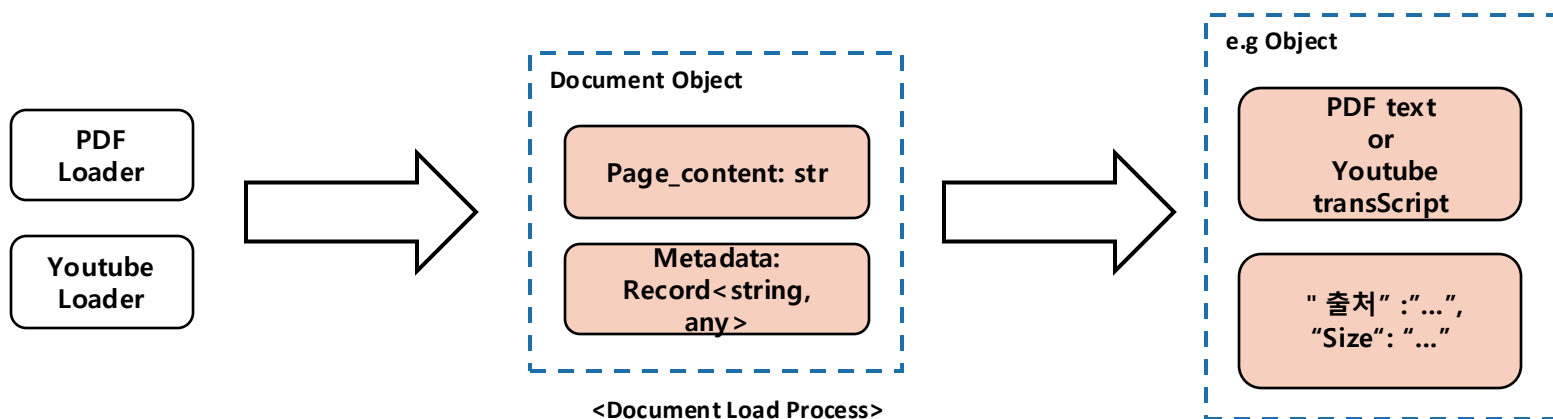 PDF
Loader
Youtube
Loader
Document Object
Page_content: str
Metadata:
Record<string,
any>
<Document Load Process>
e.g Object
PDF text
or
Youtube
transScript
" 출처” :”...” ,
“Size“: “...”